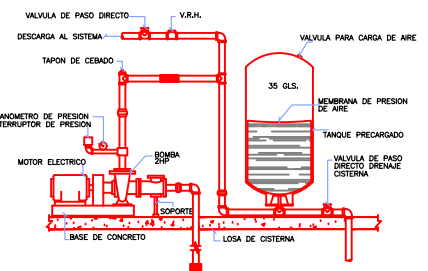 VALVULA DE PASO DIRECTO
V.R.H.
DESCARGA AL SISTEMA
VALVULA PARA CARGA DE AIRE
TAPON DE CEBADO
35 GLS.
MEMBRANA DE PRESION
DE AIRE
ANOMETRO DE PRESION
TERRUPTOR DE PRESION
TANQUE PRECARGADO
MOTOR ELECTRICO
BOMBA
2HP
VALVULA DE PASO
DIRECTO DRENAJE
CISTERNA
SOPORTE
BASE DE CONCRETO
LOSA DE CISTERNA